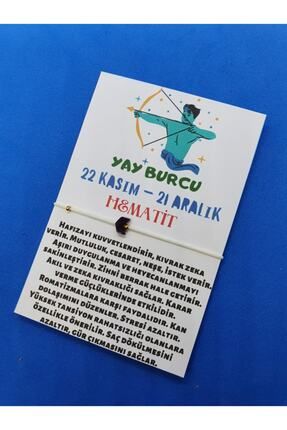 YAY BURCU
22 KASIM – 21 ARALIK
HEMATİT
HAFIZAYI KUVVETLENDİRİR, KIVRAK ZEKA
VERİR. MUTLULUK, CESARET, NEŞE, İSTEK VERİR.
AŞIRI DUYGULANMA VE HEYECANLANMAYI
SAKİNLEŞTİRİR. ZİHNİ BERRAK HALE GETİRİR.
AKIL VE ZEKA KIVRAKLIĞI SAĞLAR. KARAR
VERME GÜÇLÜKLERİNDE ETKİLİDİR.
ROMATİZMALARA KARŞI FAYDALIDIR. KAN
DOLAŞIMINI DÜZENLER. STRESİ AZALTIR.
YÜKSEK TANSİYON RAHATSIZLIĞI OLANLARA
ÖZELLİKLE ÖNERİLİR. SAÇ DÖKÜLMESİNİ
AZALTIR, GÜR ÇIKMASINI SAĞLAR.